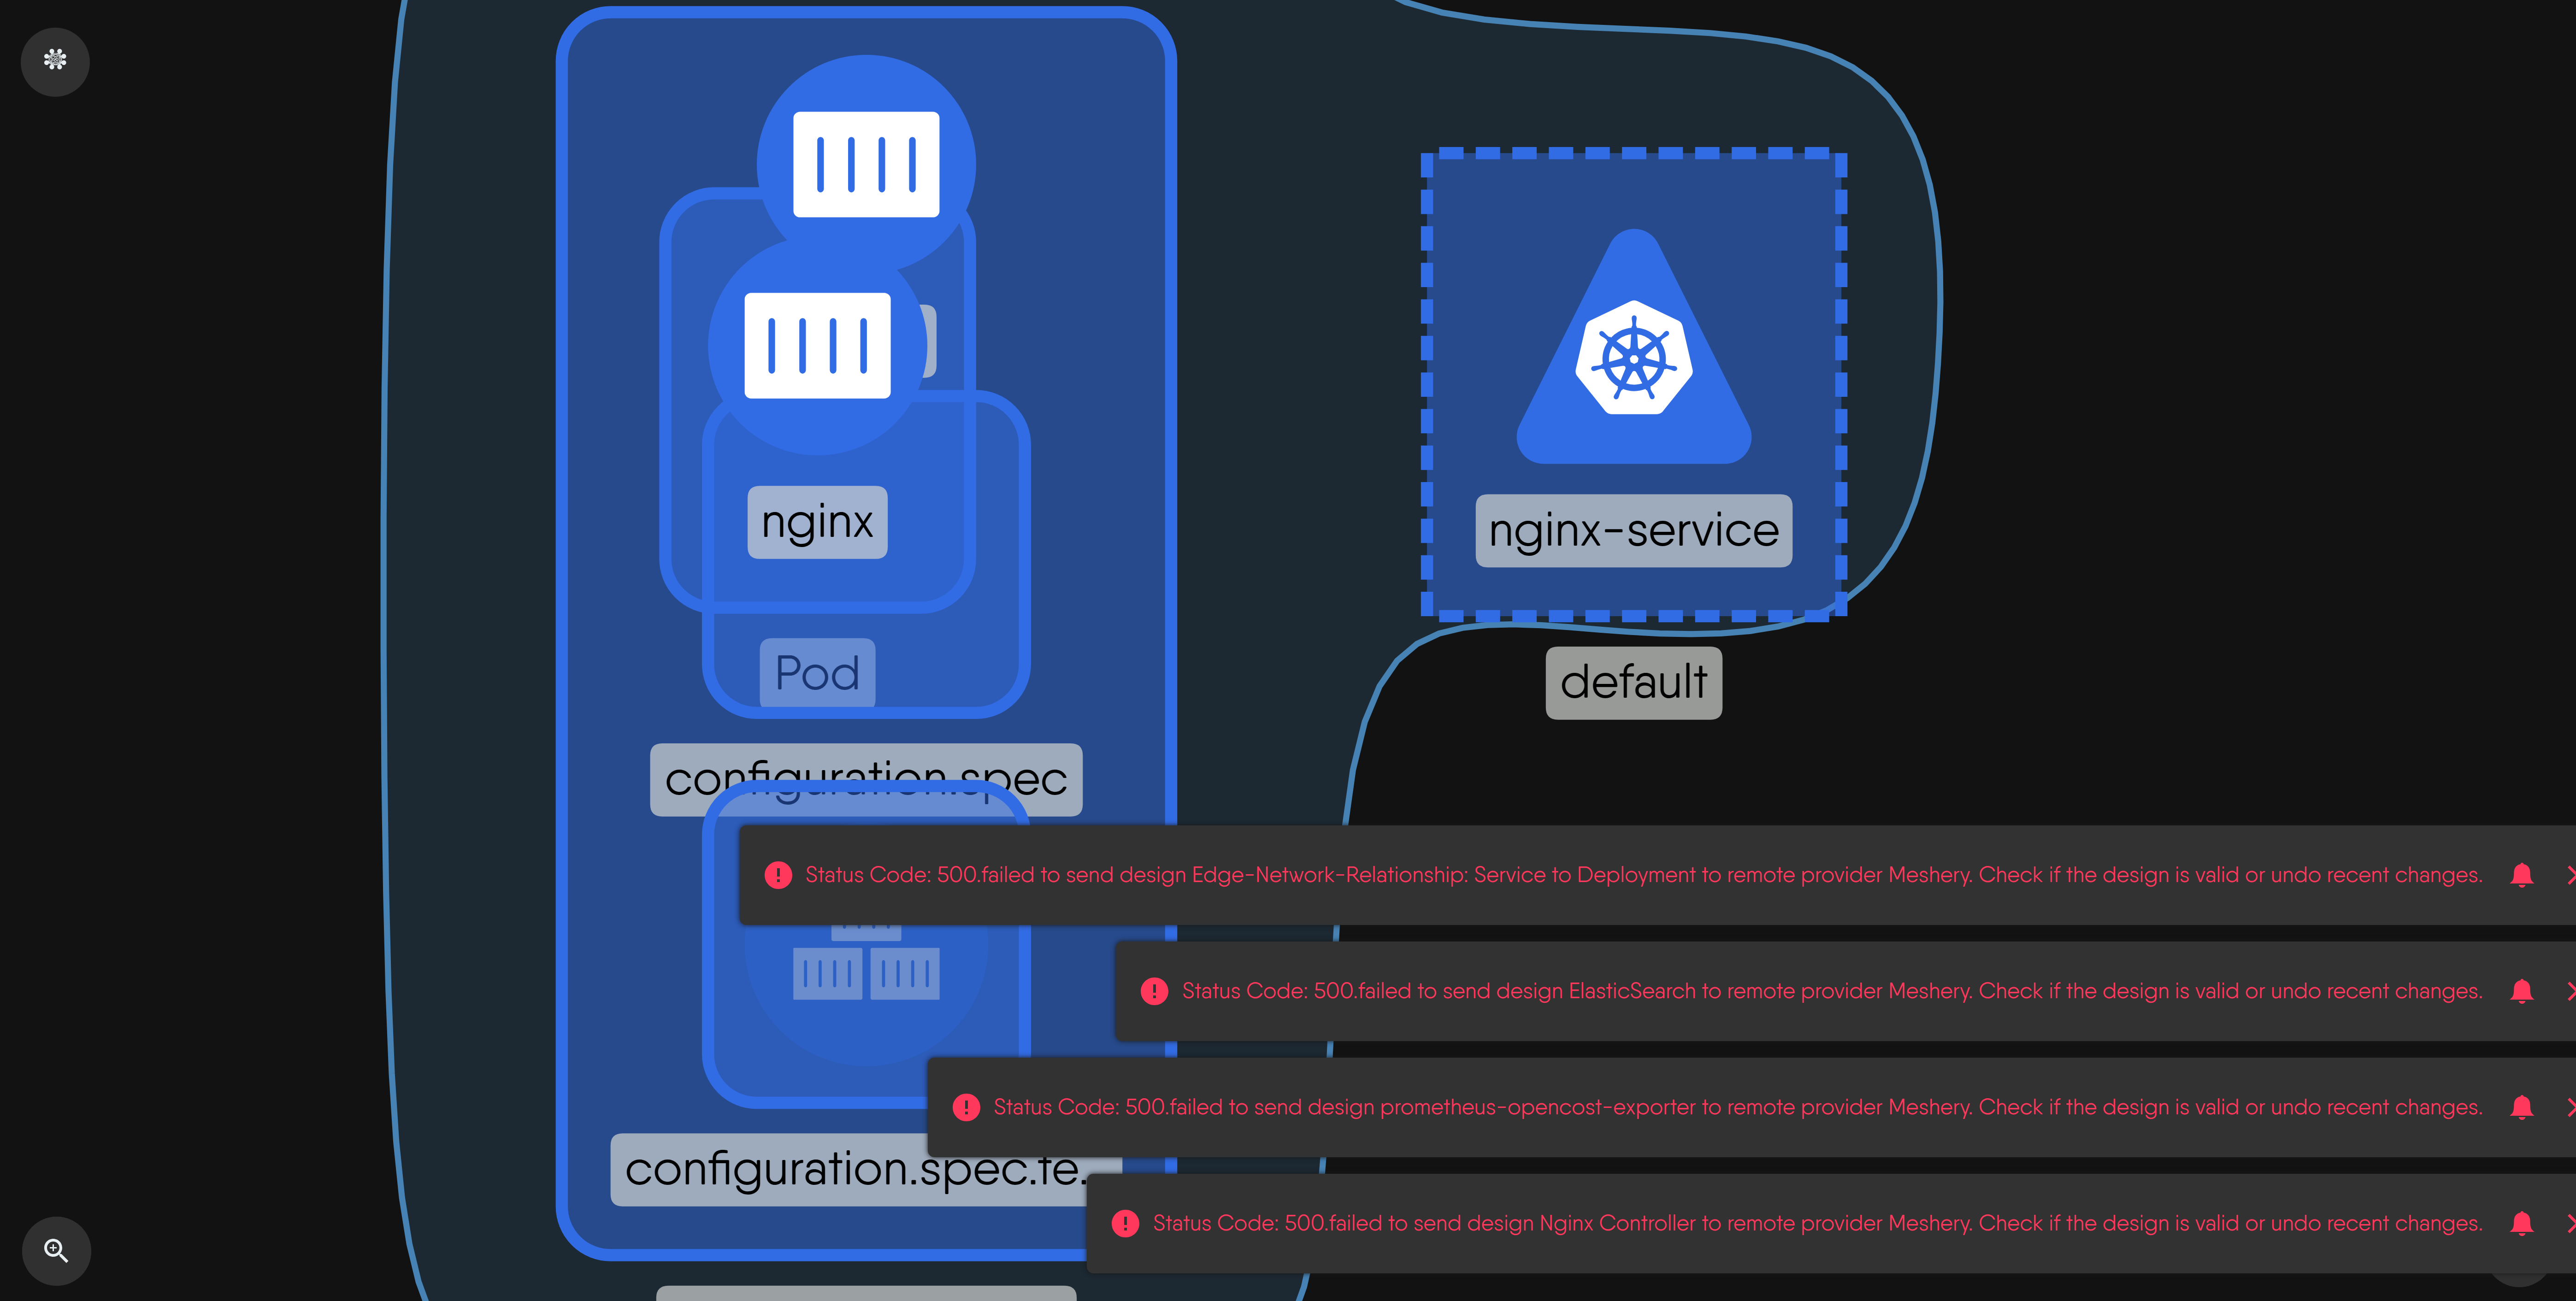 nginx
Pod
configuration.spec
nginx-service
default
Status Code: 500.failed to send design Edge-Network-Relationship: Service to Deployment to remote provider Meshery. Check if the design is valid or undo recent changes.
Status Code: 500.failed to send design ElasticSearch to remote provider Meshery. Check if the design is valid or undo recent changes.
Status Code: 500.failed to send design prometheus-opencost-exporter to remote provider Meshery. Check if the design is valid or undo recent changes.
configuration.spec.te.
Status Code: 500.failed to send design Nginx Controller to remote provider Meshery. Check if the design is valid or undo recent changes.